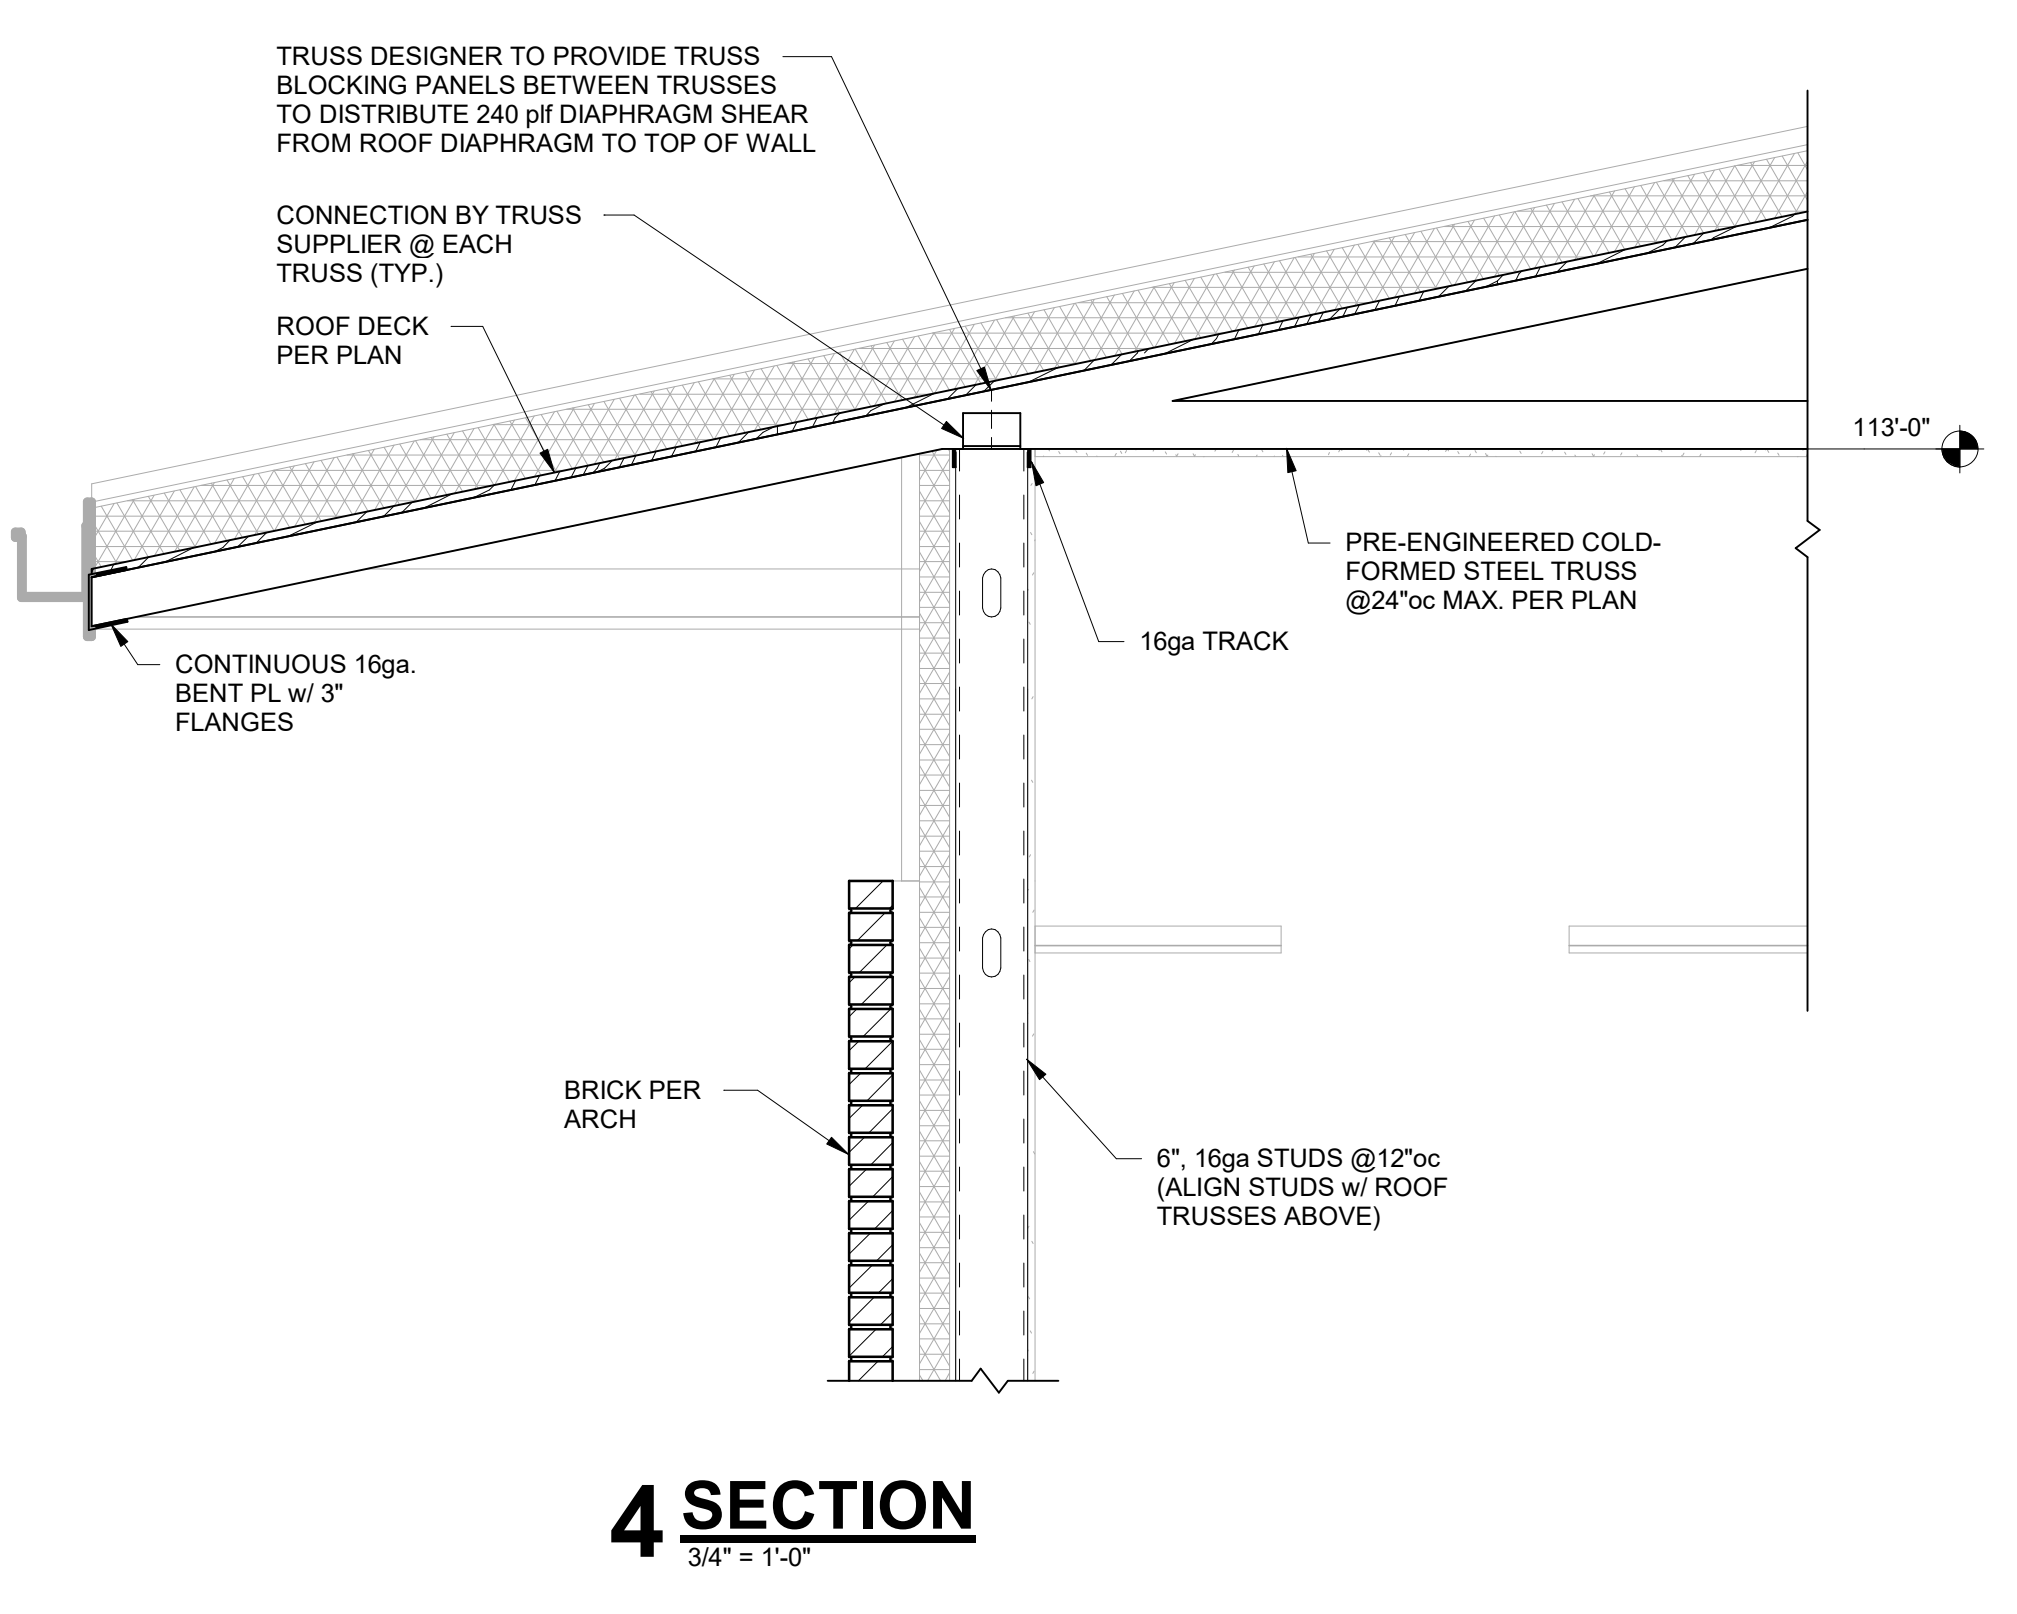 TRUSS DESIGNER TO PROVIDE TRUSS
BLOCKING PANELS BETWEEN TRUSSES
TO DISTRIBUTE 240 plf DIAPHRAGM SHEAR
FROM ROOF DIAPHRAGM TO TOP OF WALL
CONNECTION BY TRUSS
SUPPLIER @ EACH
TRUSS (TYP.)
ROOF DECK
PER PLAN
113'-0"
PRE-ENGINEERED COLD-
FORMED STEEL TRUSS
@24"oc MAX. PER PLAN
16ga TRACK
CONTINUOUS 16ga.
BENT PL w/ 3"
FLANGES
BRICK PER
ARCH
6", 16ga STUDS @12"oc
(ALIGN STUDS w/ ROOF
TRUSSES ABOVE)
4 SECTION
3/4" = 1'-0"